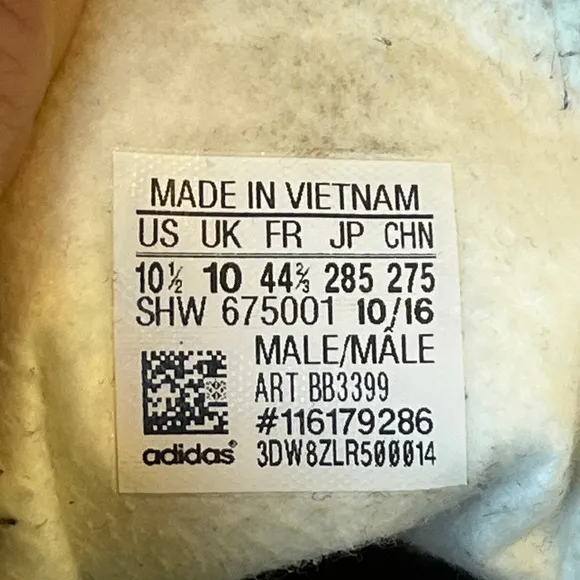 MADE IN VIETNAM
US UK FR JP CHN
10½ 10 44⅔ 285 275
SHW 675001 10/16
MALE/MÂLE
ART BB3399
#116179286
adidas® 3DW8ZLR500014